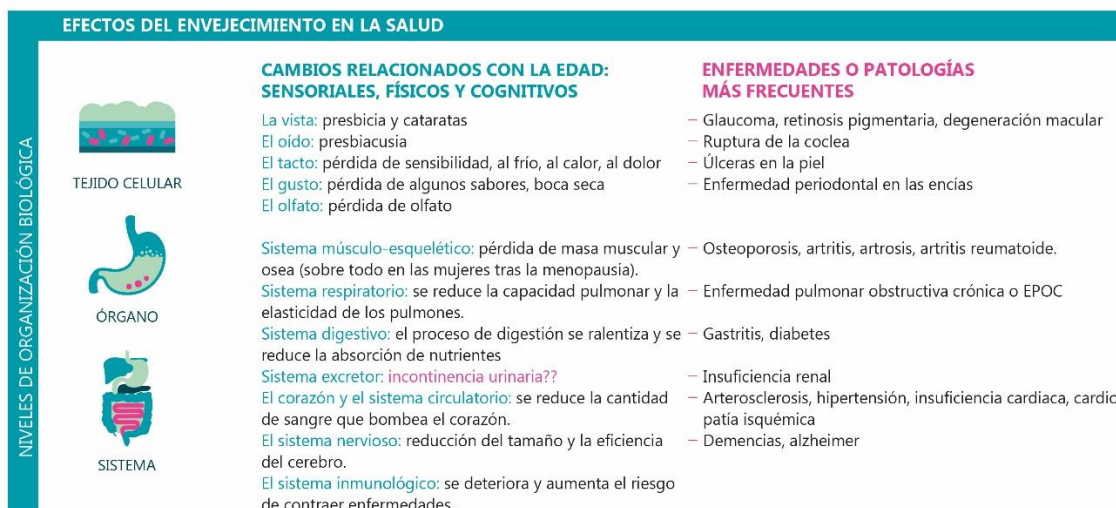 EFECTOS DEL ENVEJECIMIENTO EN LA SALUD
NIVELES DE ORGANIZACIÓN BIOLÓGICA
TEJIDO CELULAR
ÓRGANO
SISTEMA
CAMBIOS RELACIONADOS CON LA EDAD:
SENSORIALES, FÍSICOS Y COGNITIVOS
La vista: presbicia y cataratas
El oído: presbiacusia
El tacto: pérdida de sensibilidad, al frío, al calor, al dolor
El gusto: pérdida de algunos sabores, boca seca
El olfato: pérdida de olfato
Sistema músculo-esquelético: pérdida de masa muscular y
osea (sobre todo en las mujeres tras la menopausía).
Sistema respiratorio: se reduce la capacidad pulmonar y la
elasticidad de los pulmones.
Sistema digestivo: el proceso de digestión se ralentiza y se
reduce la absorción de nutrientes
Sistema excretor: incontinencia urinaria??
El corazón y el sistema circulatorio: se reduce la cantidad
de sangre que bombea el corazón.
El sistema nervioso: reducción del tamaño y la eficiencia
del cerebro.
El sistema inmunológico: se deteriora y aumenta el riesgo
de contraer enfermedades
ENFERMEDADES O PATOLOGÍAS
MÁS FRECUENTES
– Glaucoma, retinosis pigmentaria, degeneración macular
– Ruptura de la coclea
– Úlceras en la piel
– Enfermedad periodontal en las encías
– Osteoporosis, artritis, artrosis, artritis reumatoide.
– Enfermedad pulmonar obstructiva crónica o EPOC
– Gastritis, diabetes
– Insuficiencia renal
– Arterosclerosis, hipertensión, insuficiencia cardiaca, cardio
patía isquémica
– Demencias, alzheimer